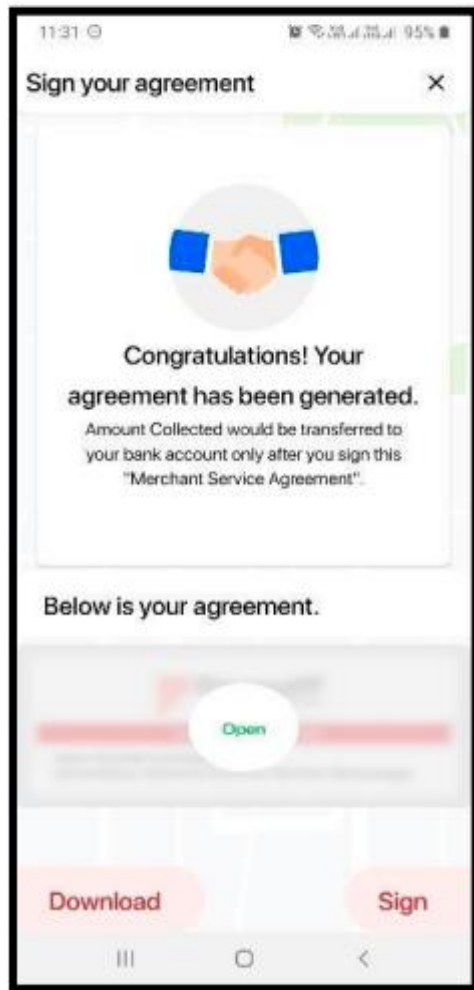 11:31
95%
Sign your agreement
Congratulations! Your
agreement has been generated.
Amount Collected would be transferred to
your bank account only after you sign this
"Merchant Service Agreement".
Below is your agreement.
Open
Download
Sign